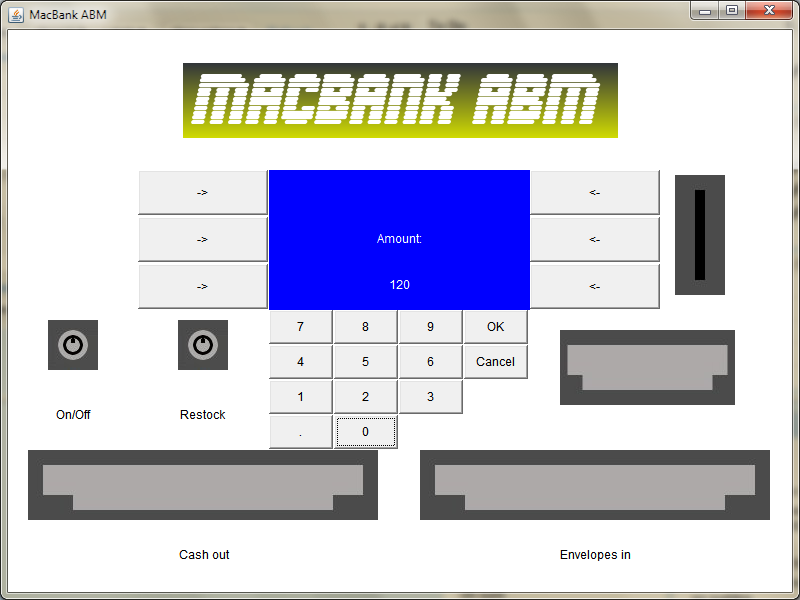 MacBank ABM
MACBANK ABM
-> <-
-> Amount: <-
-> 120 <-
7 8 9 OK
4 5 6 Cancel
1 2 3
. 0
On/Off Restock
Cash out Envelopes in